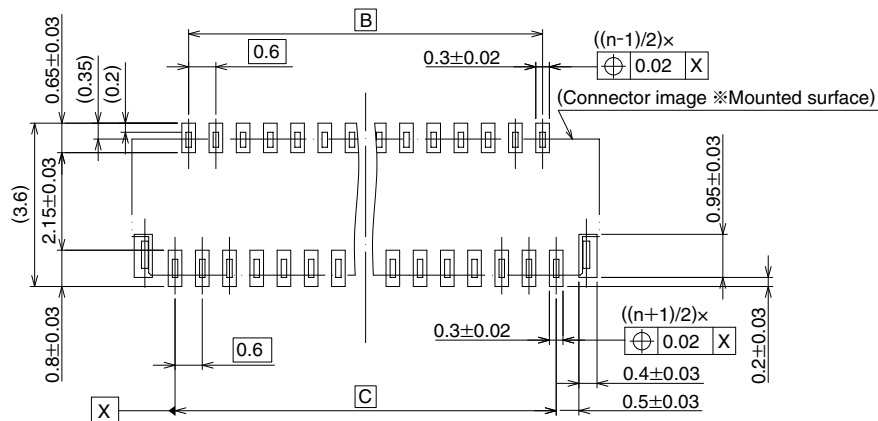 B
0.6
0.3±0.02
((n-1)/2)×
0.02 X
(Connector image ※Mounted surface)
0.65±0.03
(0.35)
(0.2)
(3.6)
2.15±0.03
0.8±0.03
0.95±0.03
0.2±0.03
0.6
0.3±0.02
((n+1)/2)×
0.02 X
0.4±0.03
0.5±0.03
X
C